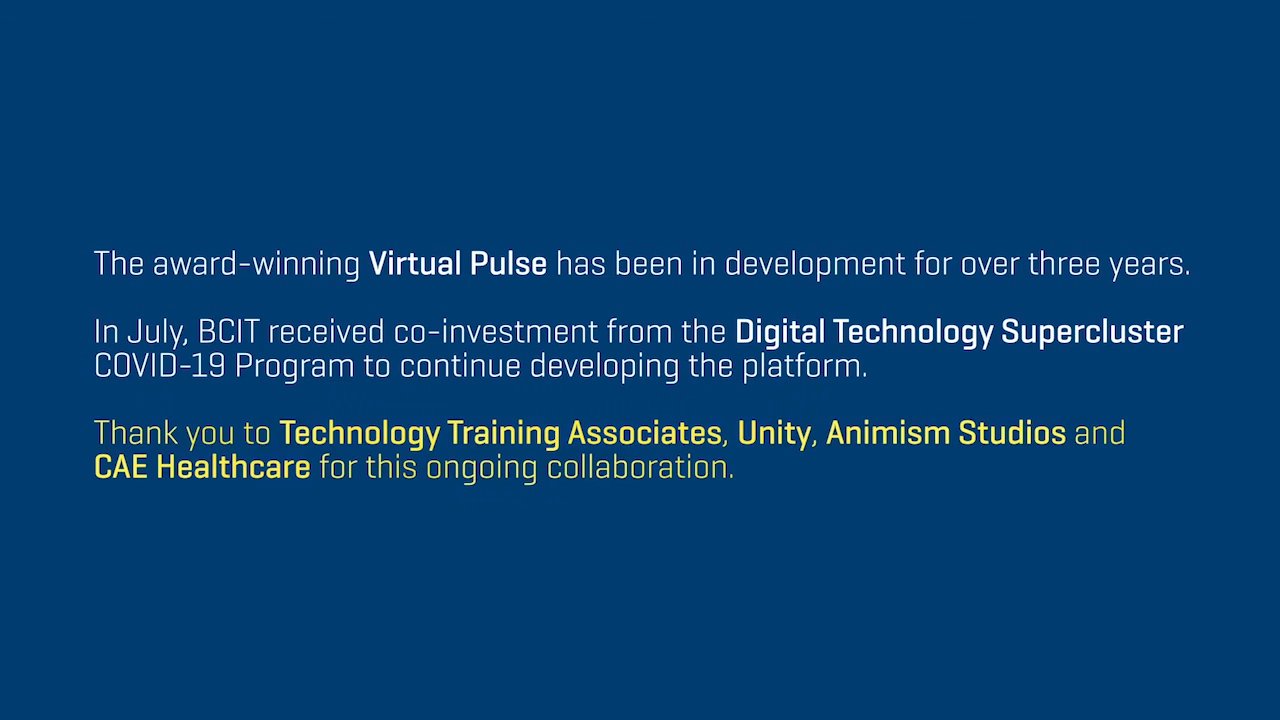 The award-winning Virtual Pulse has been in development for over three years.
In July, BCIT received co-investment from the Digital Technology Supercluster
COVID-19 Program to continue developing the platform.
Thank you to Technology Training Associates, Unity, Animism Studios and
CAE Healthcare for this ongoing collaboration.